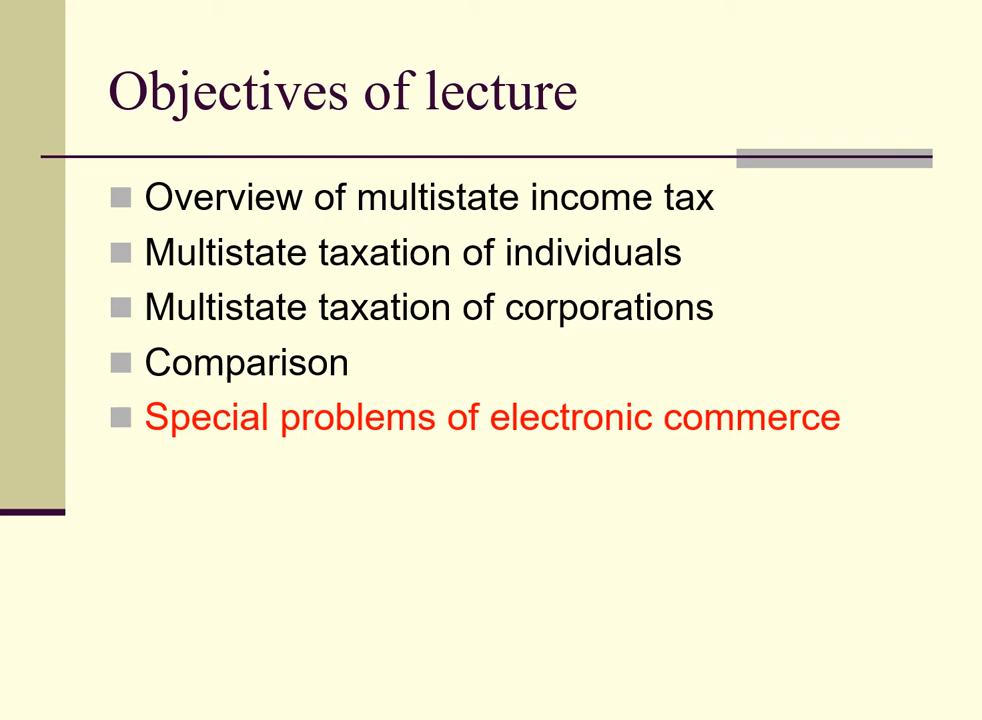 Objectives of lecture
Overview of multistate income tax
Multistate taxation of individuals
Multistate taxation of corporations
Comparison
Special problems of electronic commerce